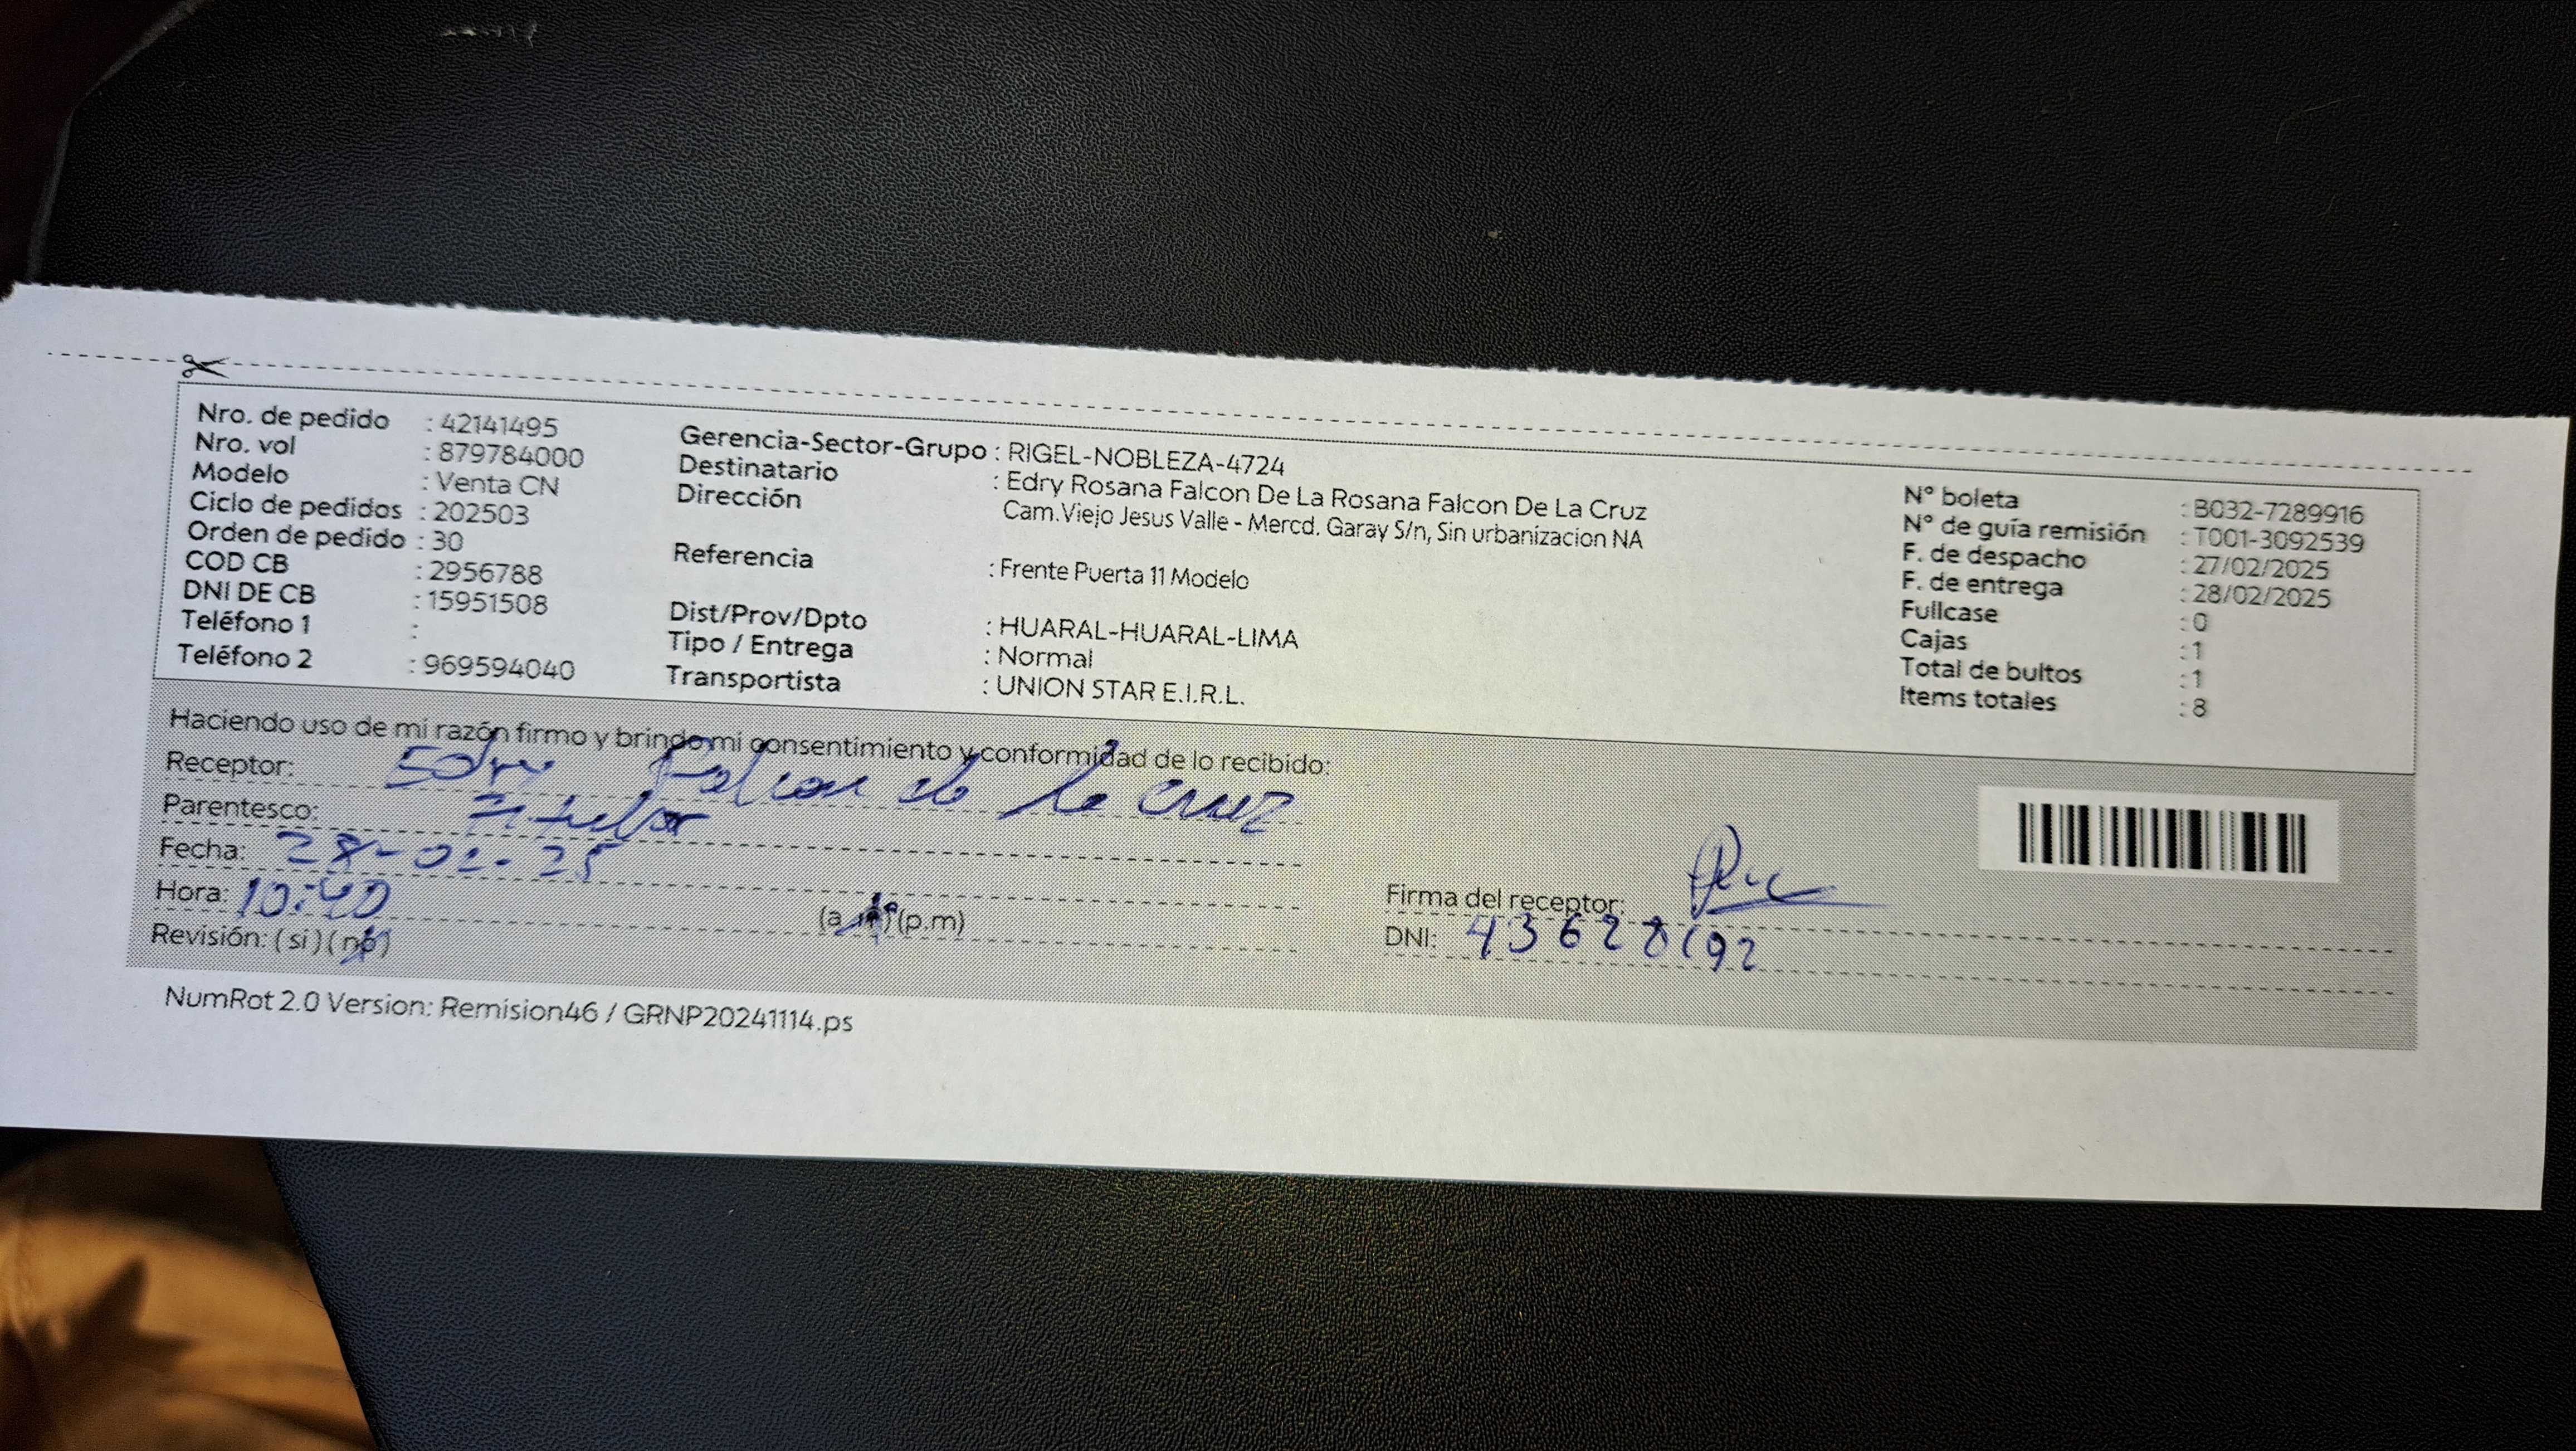 Nro. de pedido : 42141495
Nro. vol : 879784000
Modelo : Venta CN
Ciclo de pedidos : 202503
Orden de pedido : 30
COD CB : 2956788
DNI DE CB : 15951508
Teléfono 1 :
Teléfono 2 : 969594040
Gerencia-Sector-Grupo : RIGEL-NOBLEZA-4724
Destinatario : Edry Rosana Falcon De La Rosana Falcon De La Cruz
Dirección Cam.Viejo Jesus Valle - Mercd. Garay S/n, Sin urbanizacion NA
Referencia : Frente Puerta 11 Modelo
Dist/Prov/Dpto : HUARAL-HUARAL-LIMA
Tipo / Entrega : Normal
Transportista : UNION STAR E.I.R.L.
N° boleta : B032-7289916
N° de guía remisión : T001-3092539
F. de despacho : 27/02/2025
F. de entrega : 28/02/2025
Fullcase : 0
Cajas : 1
Total de bultos : 1
Items totales : 8
Haciendo uso de mi razón firmo y brindo mi consentimiento y conformidad de lo recibido:
Receptor: Edry Falcon de la Cruz
Parentesco: Titular
Fecha: 28-02-25
Hora: 10:40 (a.m) (p.m)
Revisión: (si) (no)
Firma del receptor:
DNI: 43628192
NumRot 2.0 Version: Remision46 / GRNP20241114.ps